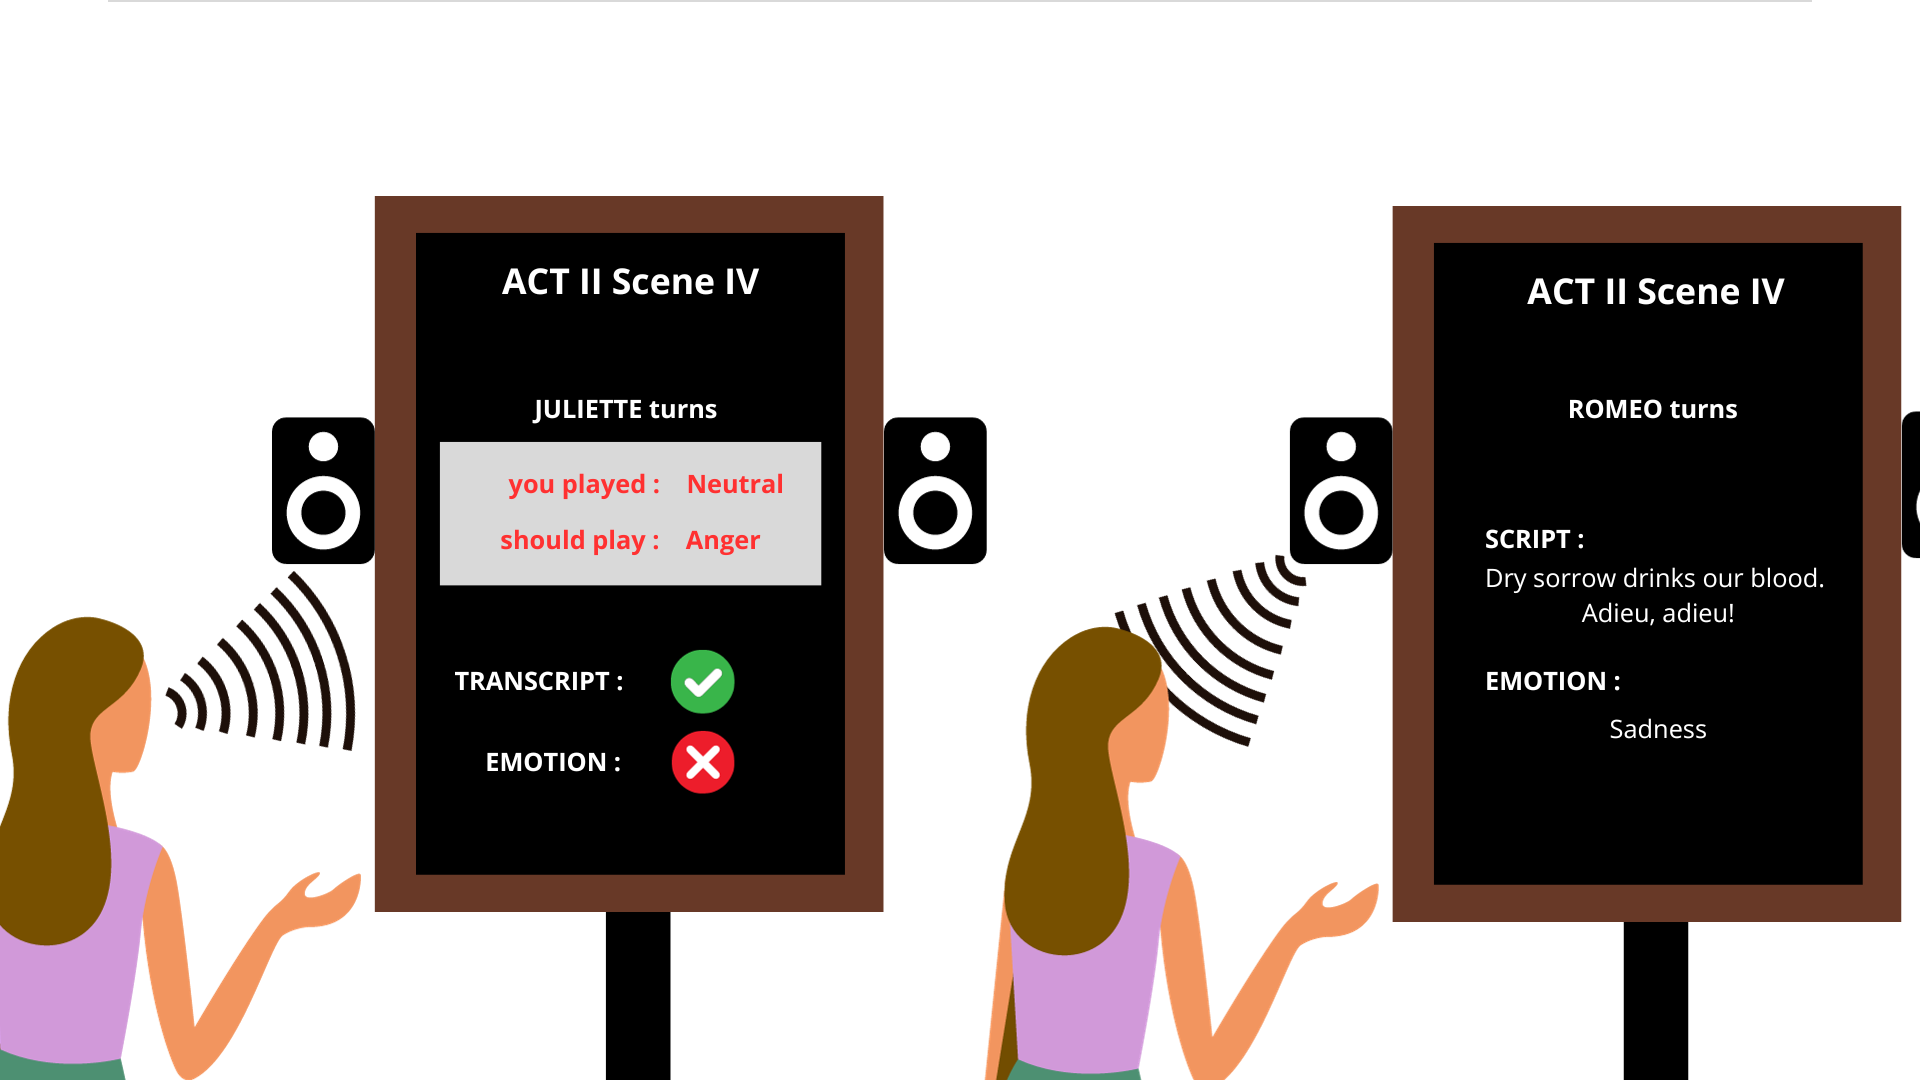 ACT II Scene IV
JULIETTE turns
you played : Neutral
should play : Anger
TRANSCRIPT :
EMOTION :
ACT II Scene IV
ROMEO turns
SCRIPT :
Dry sorrow drinks our blood.
Adieu, adieu!
EMOTION :
Sadness